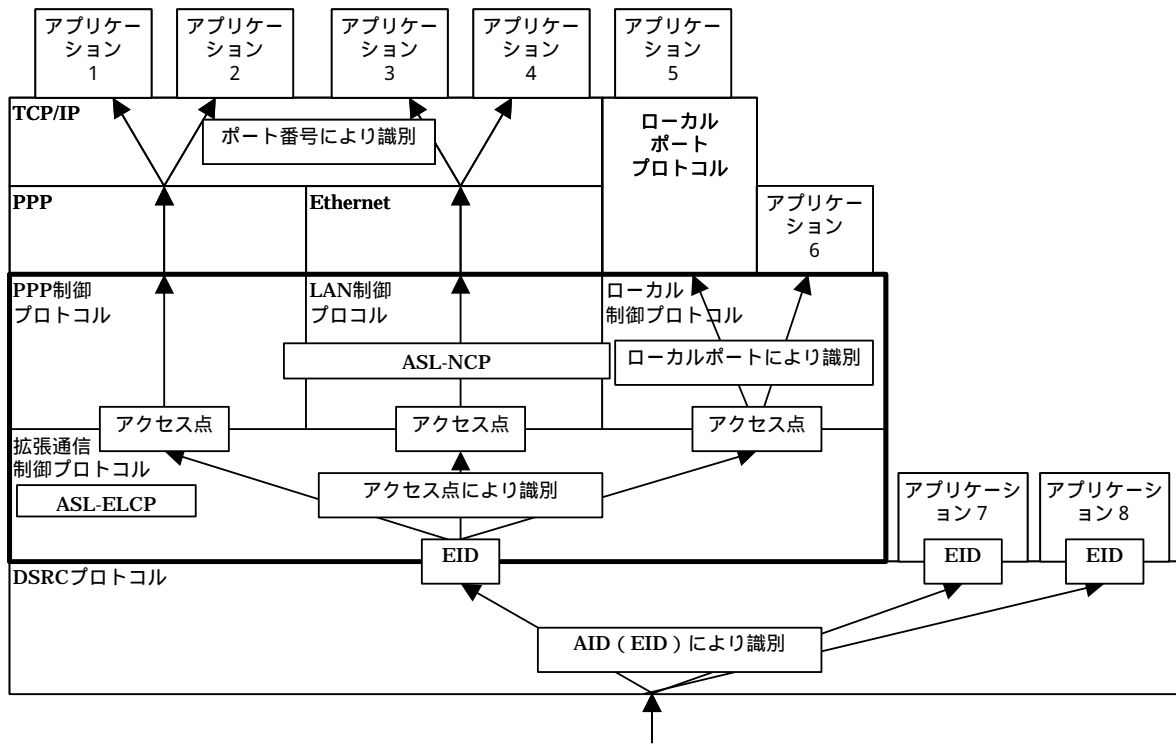 アプリケー
ション
1
アプリケー
ション
2
アプリケー
ション
3
アプリケー
ション
4
アプリケー
ション
5
TCP/IP
ポート番号により識別
ローカル
ポート
プロトコル
PPP
Ethernet
アプリケー
ション
6
PPP制御
プロトコル
LAN制御
プロコル
ローカル
制御プロトコル
ASL-NCP
ローカルポートにより識別
アクセス点
アクセス点
アクセス点
拡張通信
制御プロトコル
ASL-ELCP
アクセス点により識別
アプリケーシ
ョン 7
アプリケーシ
ョン 8
EID
EID
EID
DSRCプロトコル
AID（EID）により識別